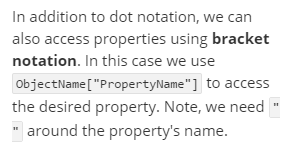 In addition to dot notation, we can
also access properties using bracket
notation. In this case we use
ObjectName["PropertyName"] to access
the desired property. Note, we need "
" around the property's name.